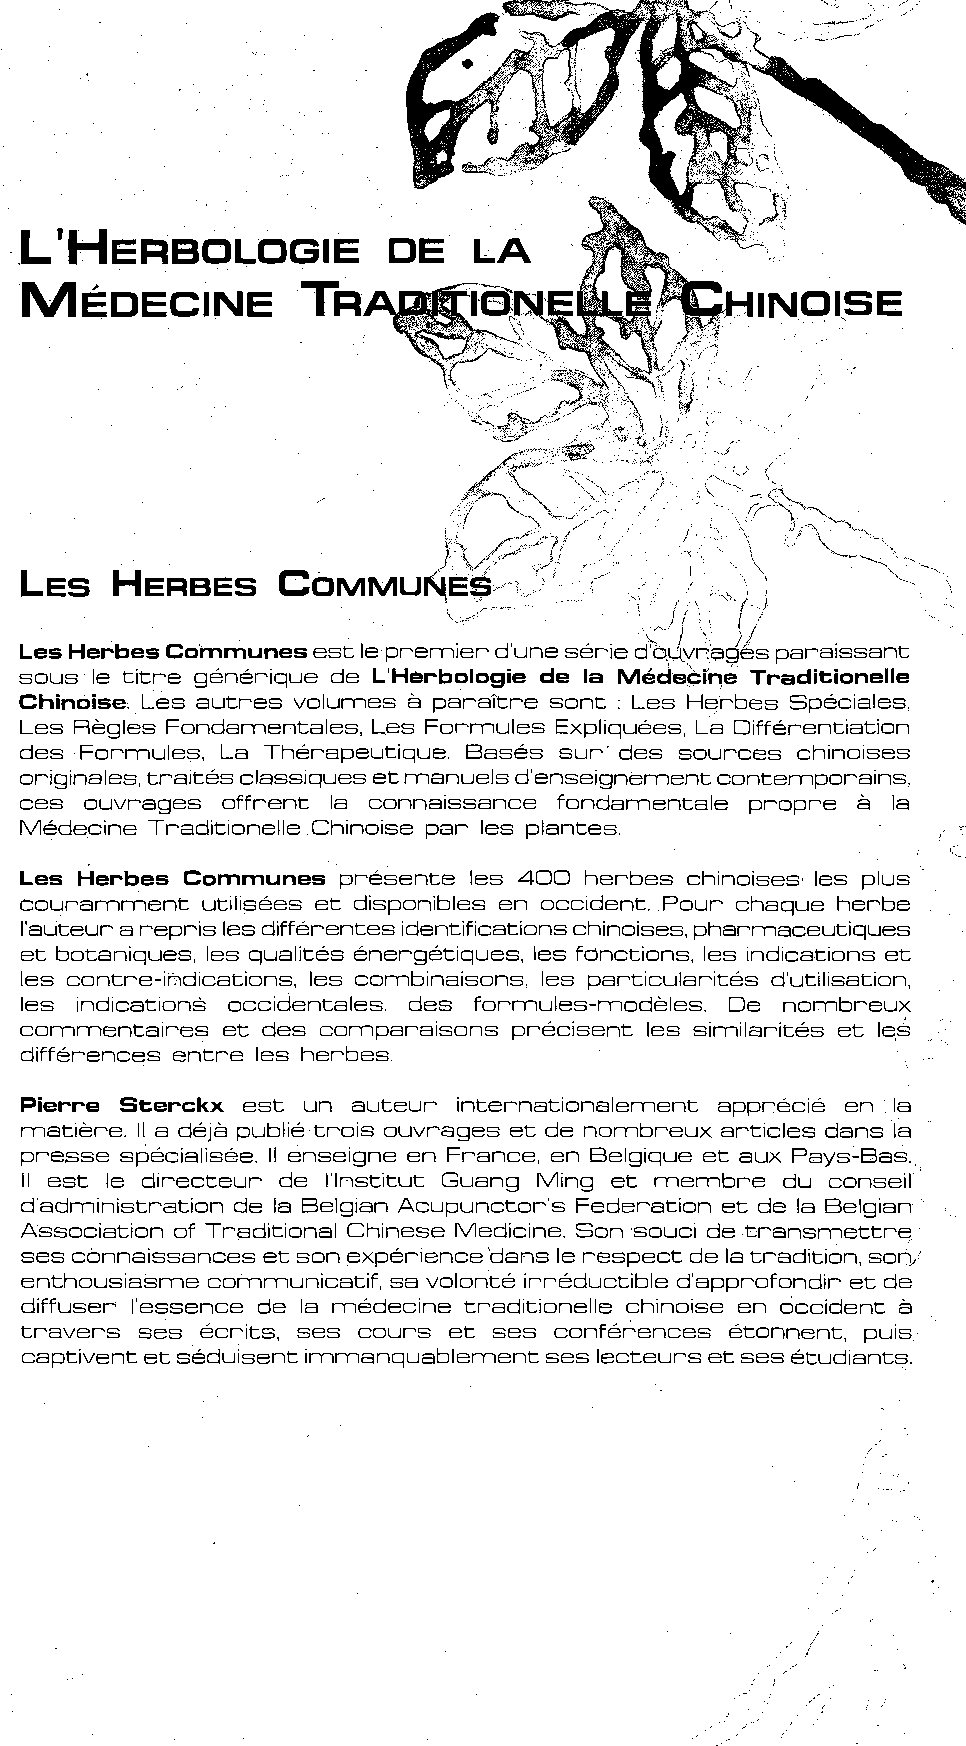 L'HERBOLOGIE DE LA
MÉDECINE TRADITIONELLE CHINOISE
LES HERBES COMMUNES
Les Herbes Communes est le premier d'une série d'ouvrages paraissant
sous le titre générique de L'Herbologie de la Médecine Traditionelle
Chinoise. Les autres volumes à paraître sont : Les Herbes Spéciales,
Les Règles Fondamentales, Les Formules Expliquées, La Différentiation
des Formules, La Thérapeutique. Basés sur des sources chinoises
originales, traités classiques et manuels d'enseignement contemporains,
ces ouvrages offrent la connaissance fondamentale propre à la
Médecine Traditionelle Chinoise par les plantes.
Les Herbes Communes présente les 400 herbes chinoises les plus
couramment utilisées et disponibles en occident. Pour chaque herbe
l'auteur a repris les différentes identifications chinoises, pharmaceutiques
et botaniques, les qualités énergétiques, les fonctions, les indications et
les contre-indications, les combinaisons, les particularités d'utilisation,
les indications occidentales, des formules-modèles. De nombreux
commentaires et des comparaisons précisent les similarités et les
différences entre les herbes.
Pierre Sterckx est un auteur internationalement apprécié en la
matière. Il a déjà publié trois ouvrages et de nombreux articles dans la
presse spécialisée. Il enseigne en France, en Belgique et aux Pays-Bas.
Il est le directeur de l'Institut Guang Ming et membre du conseil
d'administration de la Belgian Acupunctor's Federation et de la Belgian
Association of Traditional Chinese Medicine. Son souci de transmettre
ses connaissances et son expérience dans le respect de la tradition, son
enthousiasme communicatif, sa volonté irréductible d'approfondir et de
diffuser l'essence de la médecine traditionelle chinoise en occident à
travers ses écrits, ses cours et ses conférences étonnent, puis
captivent et séduisent immanquablement ses lecteurs et ses étudiants.